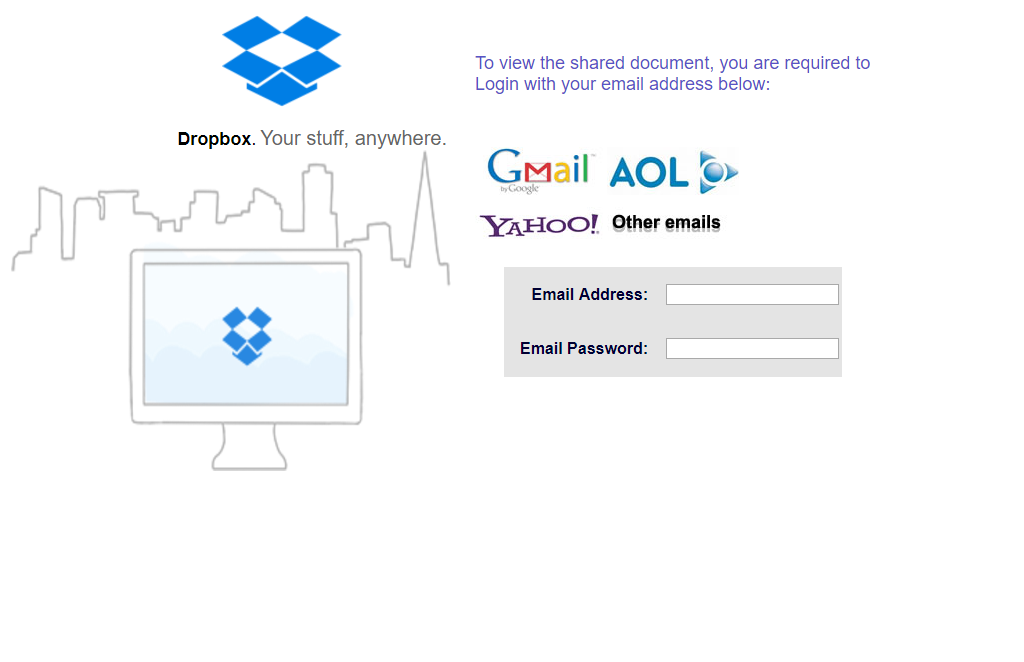 Dropbox. Your stuff, anywhere.
To view the shared document, you are required to
Login with your email address below:
Gmail™
by Google
AOL
YAHOO!
Other emails
Email Address:
Email Password: